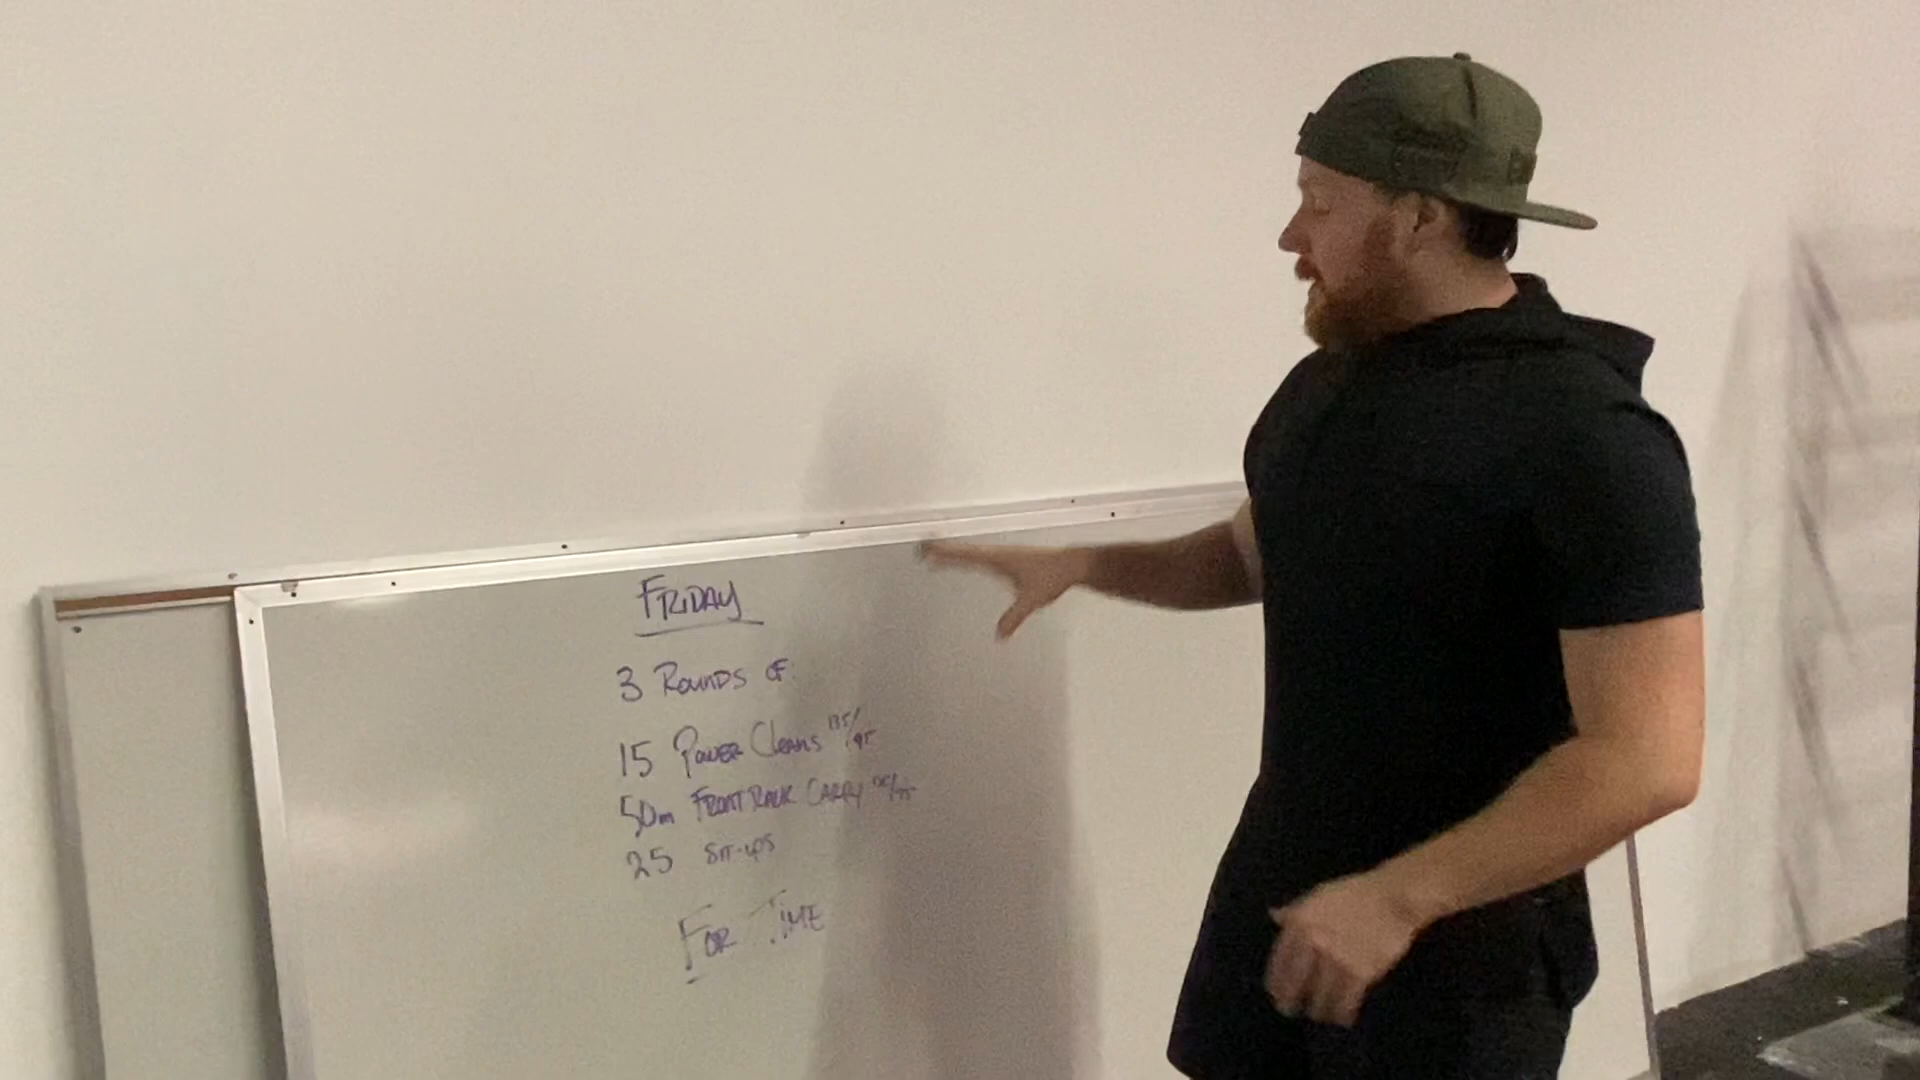 FRIDAY
3 ROUNDS OF:
15 POWER CLEANS 135/95
50m FRONT RACK CARRY
25 SIT-UPS
FOR TIME